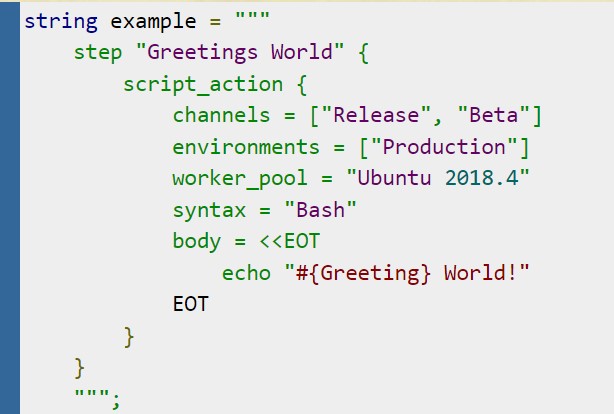 string example = """
    step "Greetings World" {
        script_action {
            channels = ["Release", "Beta"]
            environments = ["Production"]
            worker_pool = "Ubuntu 2018.4"
            syntax = "Bash"
            body = <<EOT
                echo "#{Greeting} World!"
            EOT
        }
    }
    """;